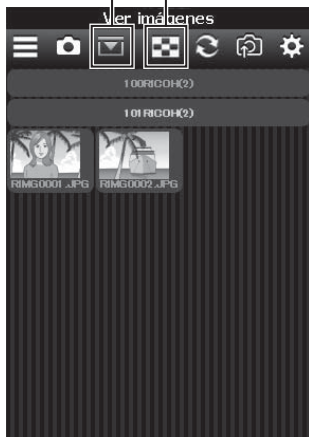 Ver imágenes
100RICOH(2)
101RICOH(2)
RIMG0001.JPG
RIMG0002.JPG